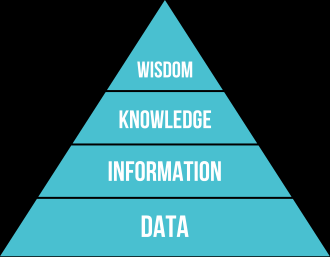 WISDOM
KNOWLEDGE
INFORMATION
DATA